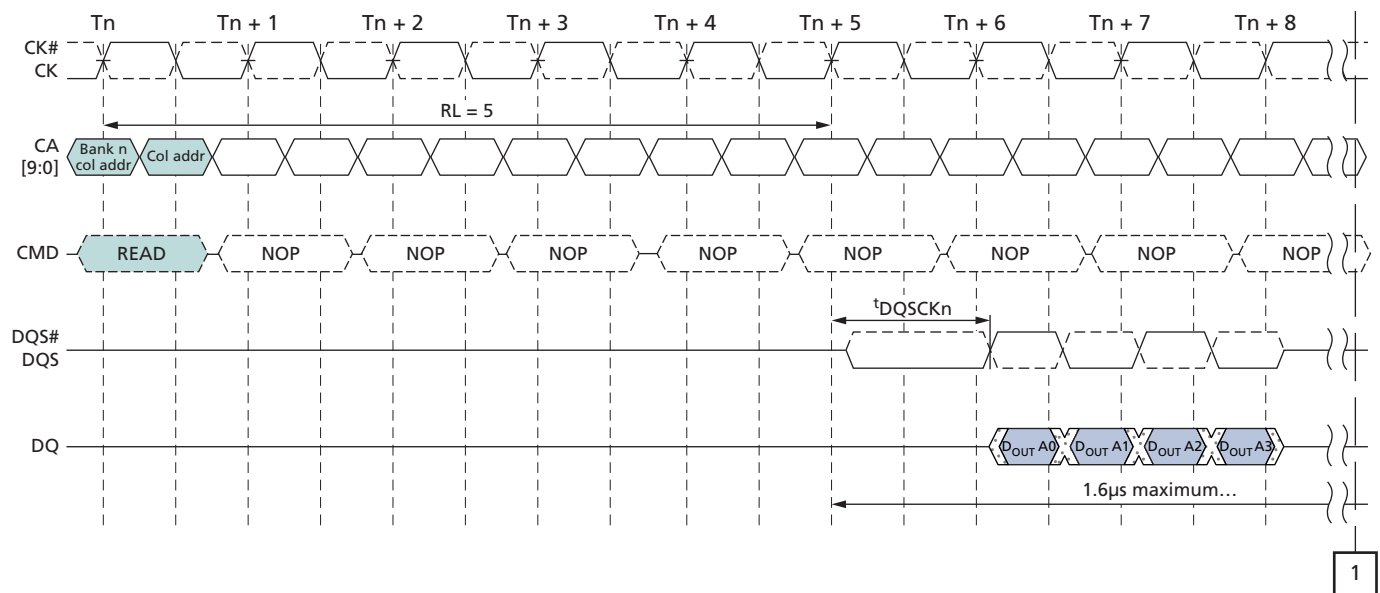 Tn Tn + 1 Tn + 2 Tn + 3 Tn + 4 Tn + 5 Tn + 6 Tn + 7 Tn + 8
CK#
CK
RL = 5
CA
[9:0]
Bank n
col addr
Col addr
CMD READ NOP NOP NOP NOP NOP NOP NOP NOP
tDQSCKn
DQS#
DQS
DQ DOUT A0 DOUT A1 DOUT A2 DOUT A3
1.6µs maximum…
1